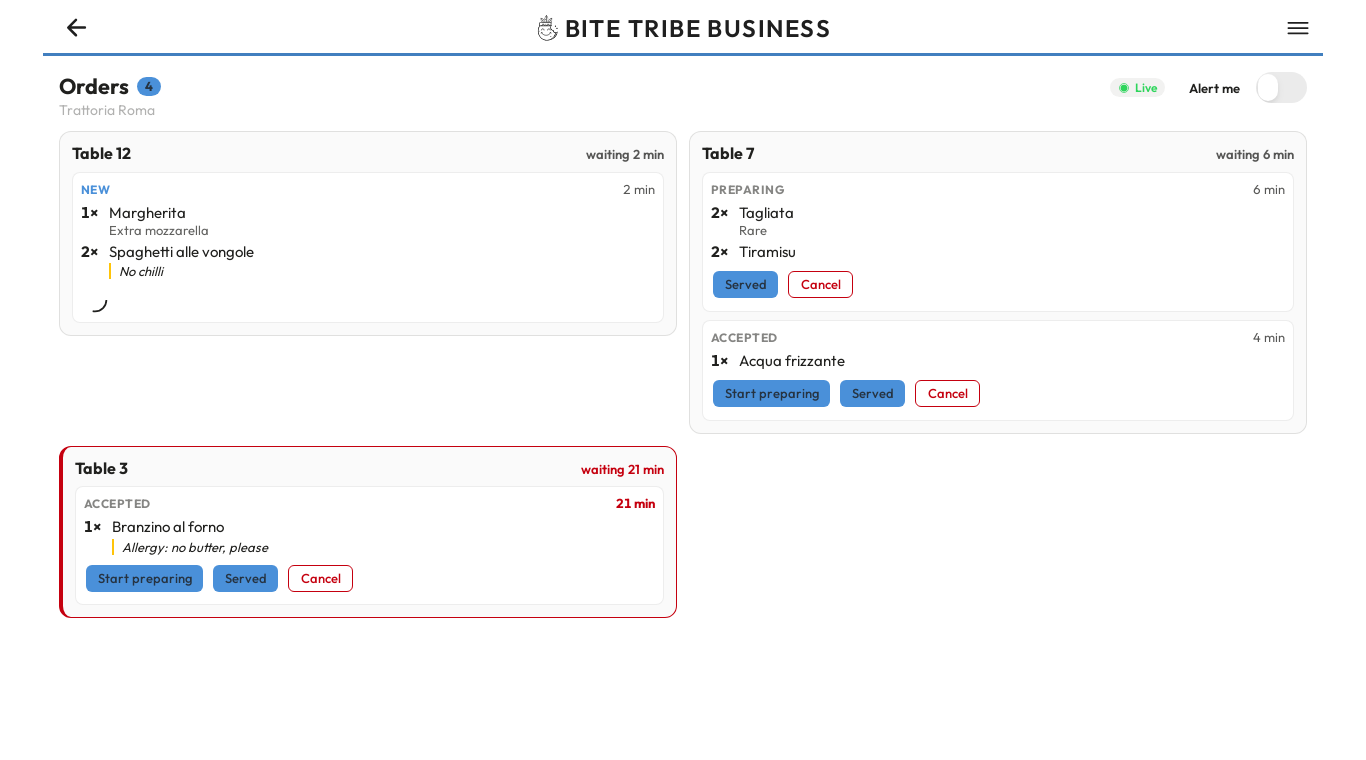 BITE TRIBE BUSINESS
Orders 4
Trattoria Roma
Live
Alert me
Table 12
waiting 2 min
NEW
2 min
1× Margherita
Extra mozzarella
2× Spaghetti alle vongole
No chilli
Table 7
waiting 6 min
PREPARING
6 min
2× Tagliata
Rare
2× Tiramisu
Served
Cancel
ACCEPTED
4 min
1× Acqua frizzante
Start preparing
Served
Cancel
Table 3
waiting 21 min
ACCEPTED
21 min
1× Branzino al forno
Allergy: no butter, please
Start preparing
Served
Cancel